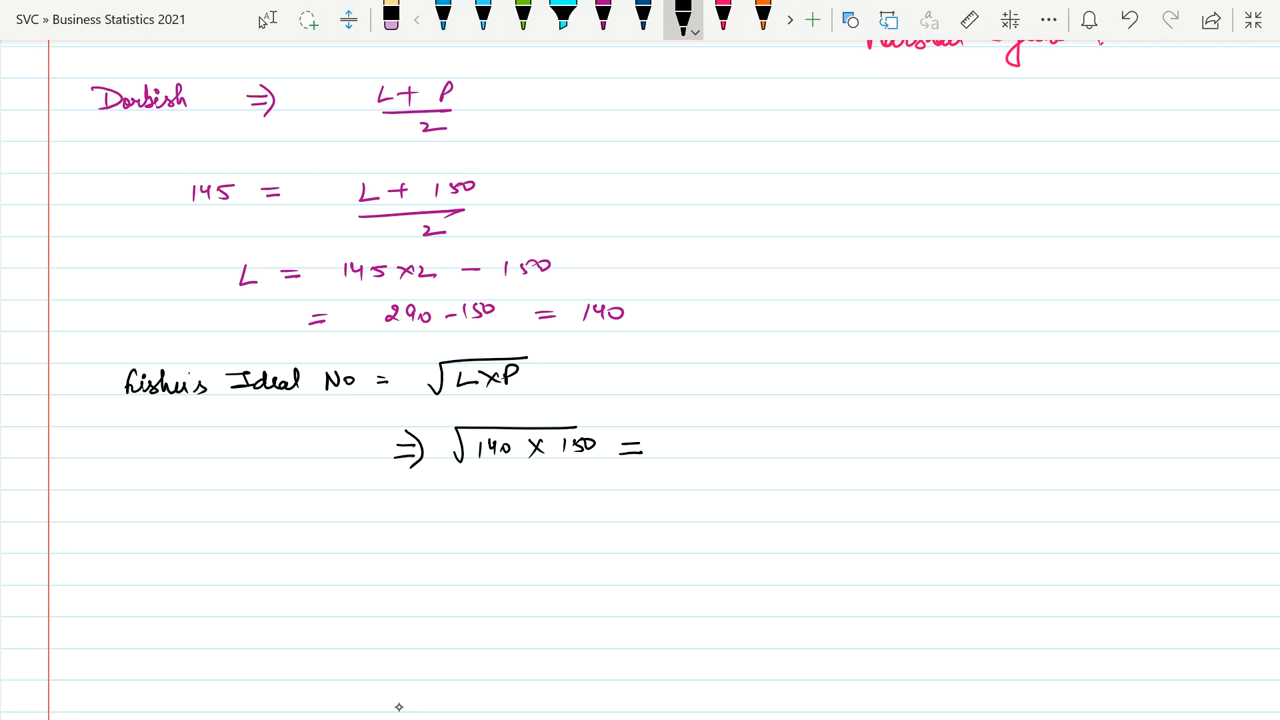 SVC » Business Statistics 2021
Dorbish ⇒ L + P / 2
145 = L + 150 / 2
L = 145 × 2 - 150
= 290 - 150 = 140
Fisher's Ideal No = √L×P
⇒ √140 × 150 =